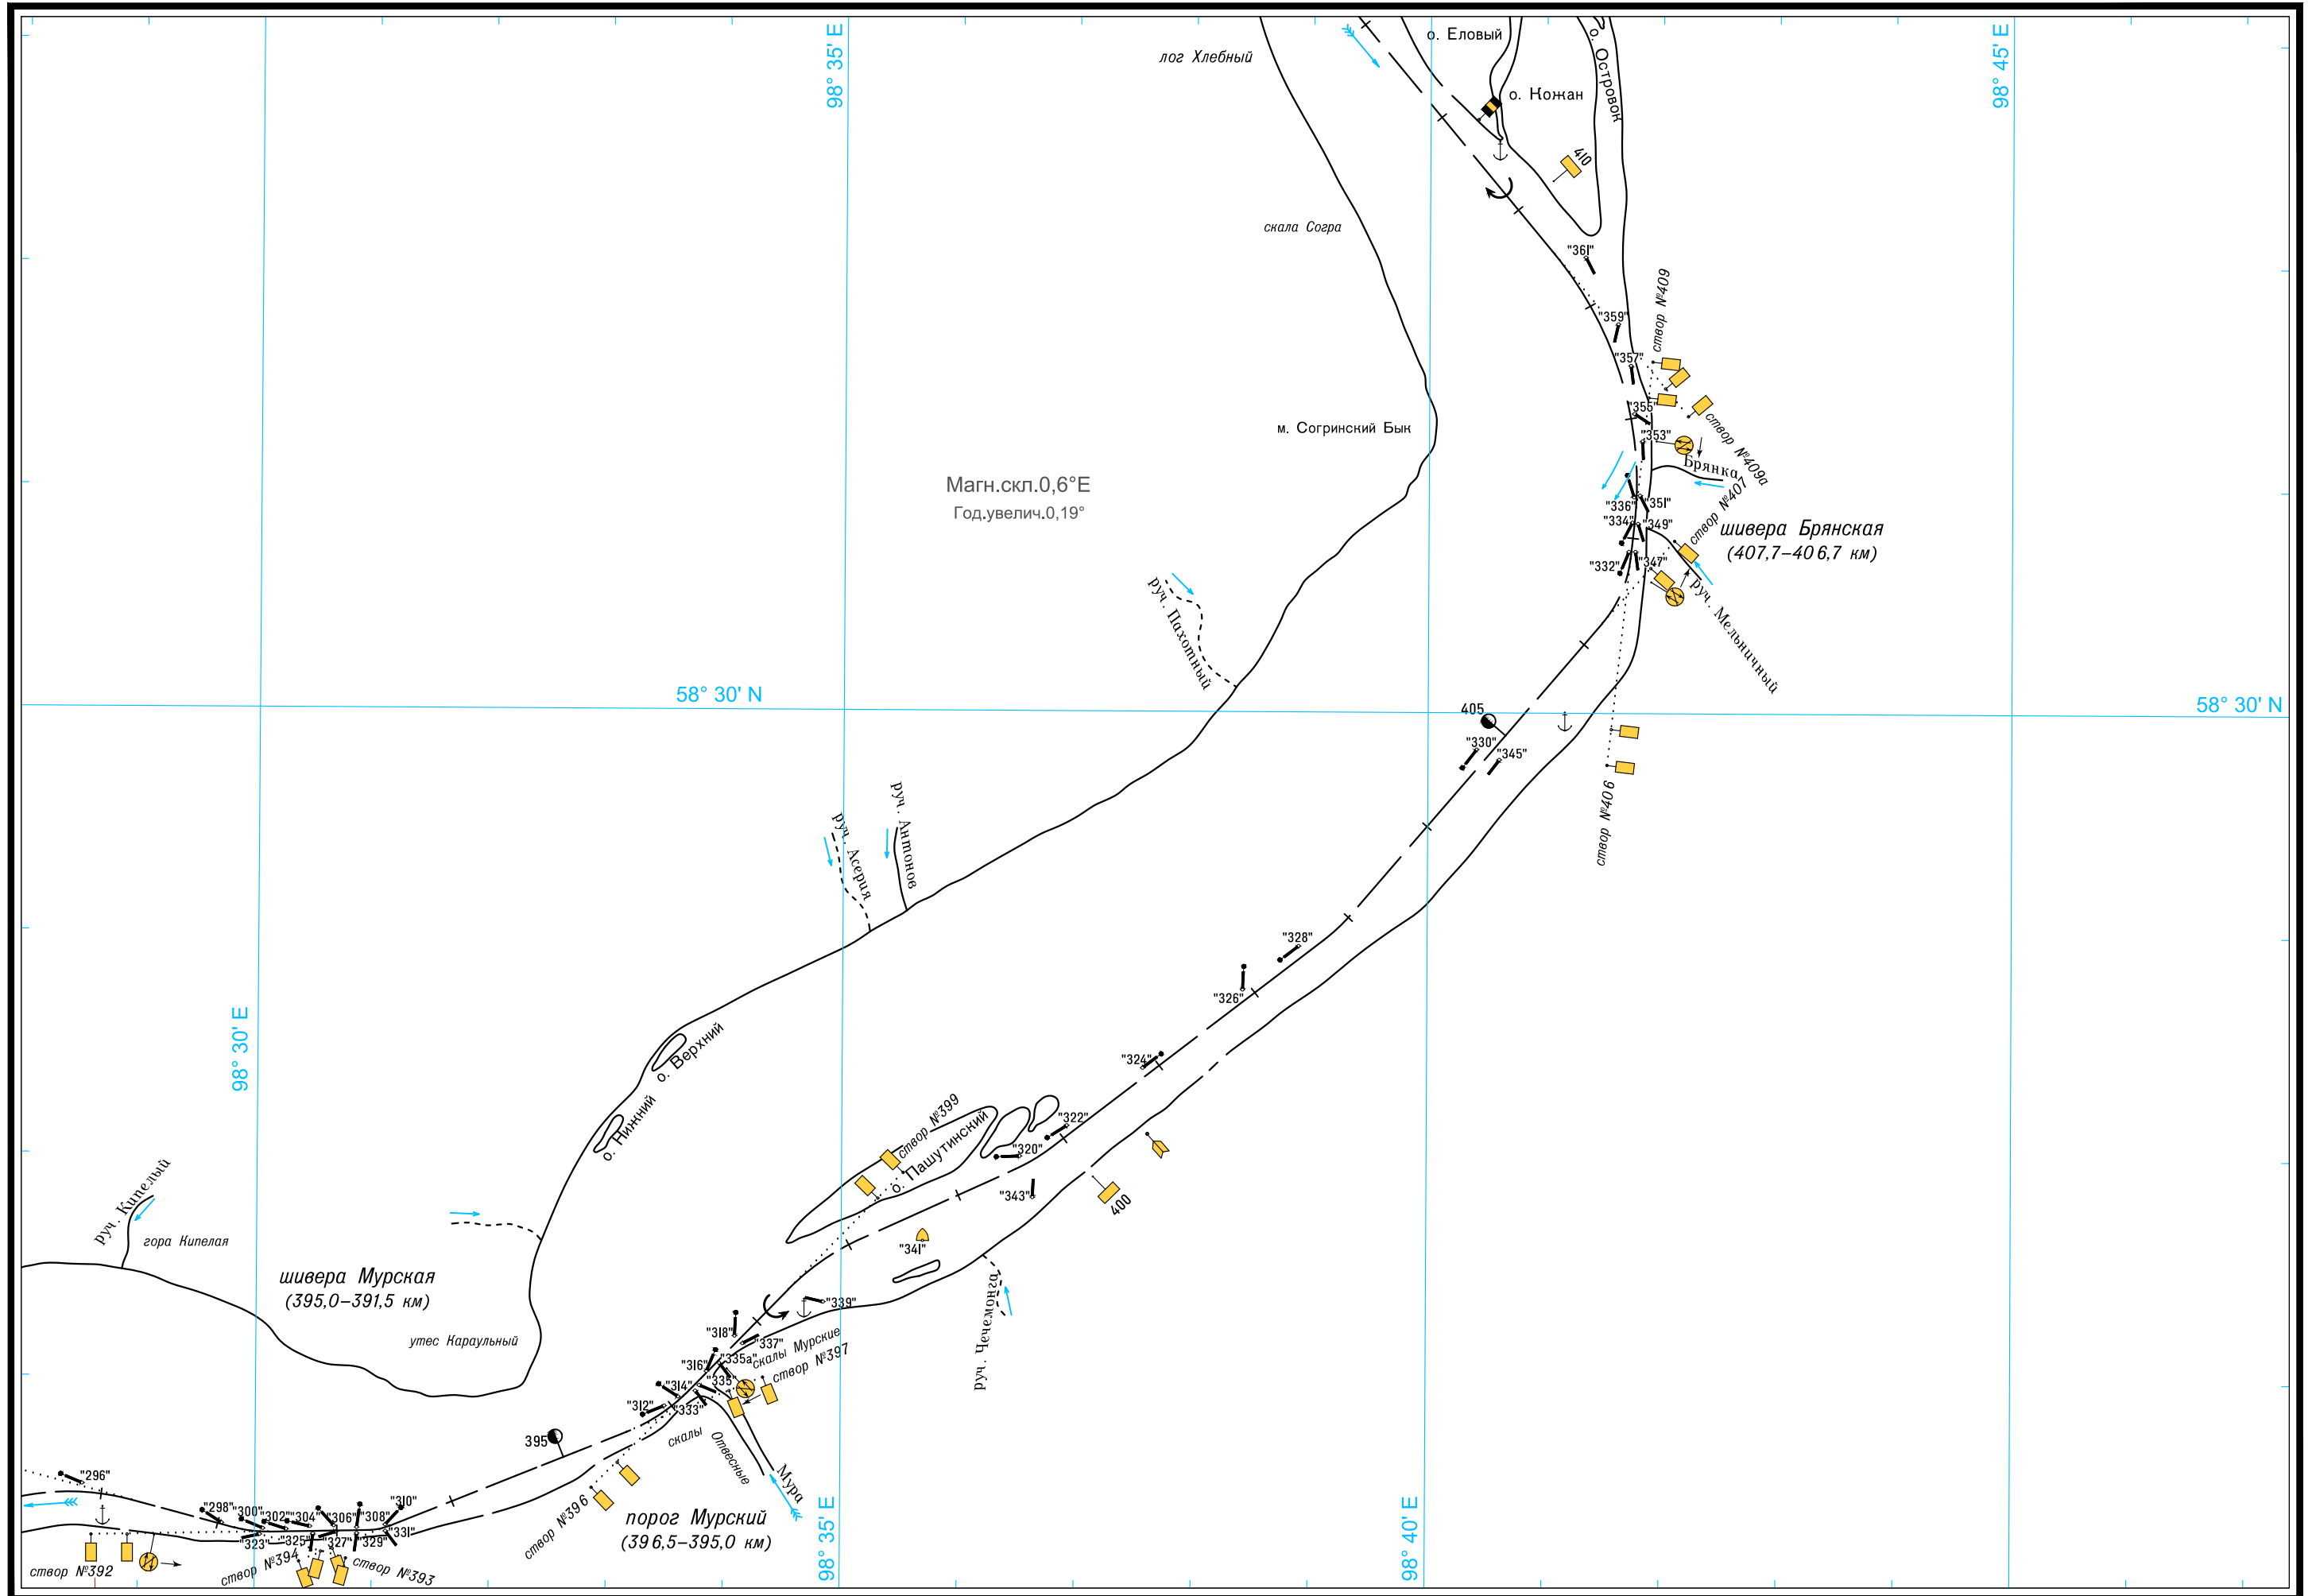 98° 35' E
98° 45' E
лог Хлебный
о. Еловый
о. Островок
о. Кожан
410
скала Согра
"361"
створ №409
"359"
"357"
"355"
м. Согринский Бык
"353"
створ №409а
Брянка
Магн.скл.0,6°E
Год.увелич.0,19°
створ №407
"336"
"351"
"334"
"349"
шивера Брянская
(407,7–406,7 км)
"332"
"347"
руч. Мельничный
руч. Пахотный
58° 30' N
58° 30' N
405
"330"
"345"
створ №406
руч. Асерия
руч. Антонов
"328"
"326"
98° 30' E
о. Верхний
"324"
о. Нижний
створ №399
о. Пашутинский
"322"
"320"
"343"
400
руч. Кипелый
гора Кипелая
"341"
шивера Мурская
(395,0–391,5 км)
руч. Чечемонга
"339"
утес Караульный
"318"
"337"
скалы Мурские
"316"
"335а"
створ №397
"314"
"335"
"312"
"333"
скалы
Отвесные
395
Мура
"296"
"298"
"300"
"302"
"304"
"306"
"308"
"310"
"323"
"325"
"327"
"329"
"331"
створ №396
порог Мурский
(396,5–395,0 км)
створ №392
створ №394
створ №393
98° 35' E
98° 40' E